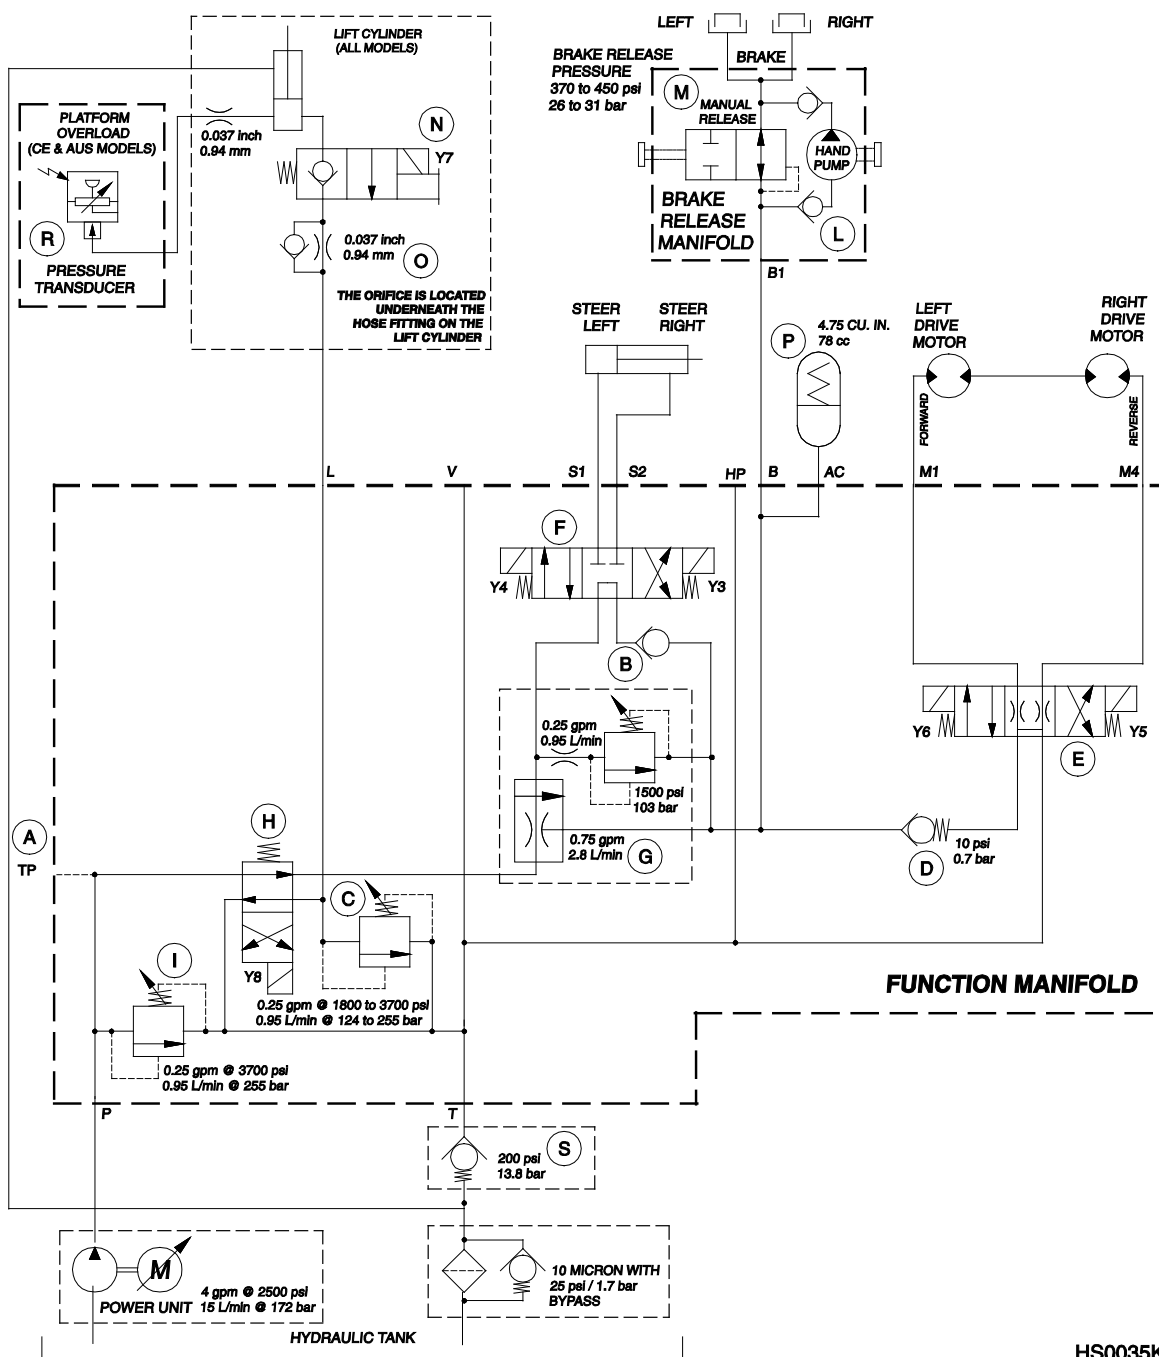 LEFT
RIGHT
LIFT CYLINDER
(ALL MODELS)
BRAKE RELEASE
PRESSURE
370 to 450 psi
26 to 31 bar
BRAKE
M
MANUAL
RELEASE
HAND
PUMP
BRAKE
RELEASE
MANIFOLD
L
B1
PLATFORM
OVERLOAD
(CE & AUS MODELS)
R
PRESSURE
TRANSDUCER
0.037 inch
0.94 mm
N
Y7
0.037 inch
0.94 mm
O
THE ORIFICE IS LOCATED
UNDERNEATH THE
HOSE FITTING ON THE
LIFT CYLINDER
STEER
LEFT
STEER
RIGHT
P
4.75 CU. IN.
78 cc
LEFT
DRIVE
MOTOR
RIGHT
DRIVE
MOTOR
FORWARD
REVERSE
L
V
S1
S2
HP
B
AC
M1
M4
F
Y4
Y3
B
0.25 gpm
0.95 L/min
1500 psi
103 bar
0.75 gpm
2.8 L/min
G
Y6
Y5
E
10 psi
0.7 bar
D
A
TP
H
C
Y8
I
0.25 gpm @ 1800 to 3700 psi
0.95 L/min @ 124 to 255 bar
0.25 gpm @ 3700 psi
0.95 L/min @ 255 bar
FUNCTION MANIFOLD
P
T
S
200 psi
13.8 bar
M
4 gpm @ 2500 psi
POWER UNIT 15 L/min @ 172 bar
10 MICRON WITH
25 psi / 1.7 bar
BYPASS
HYDRAULIC TANK
HS0035K